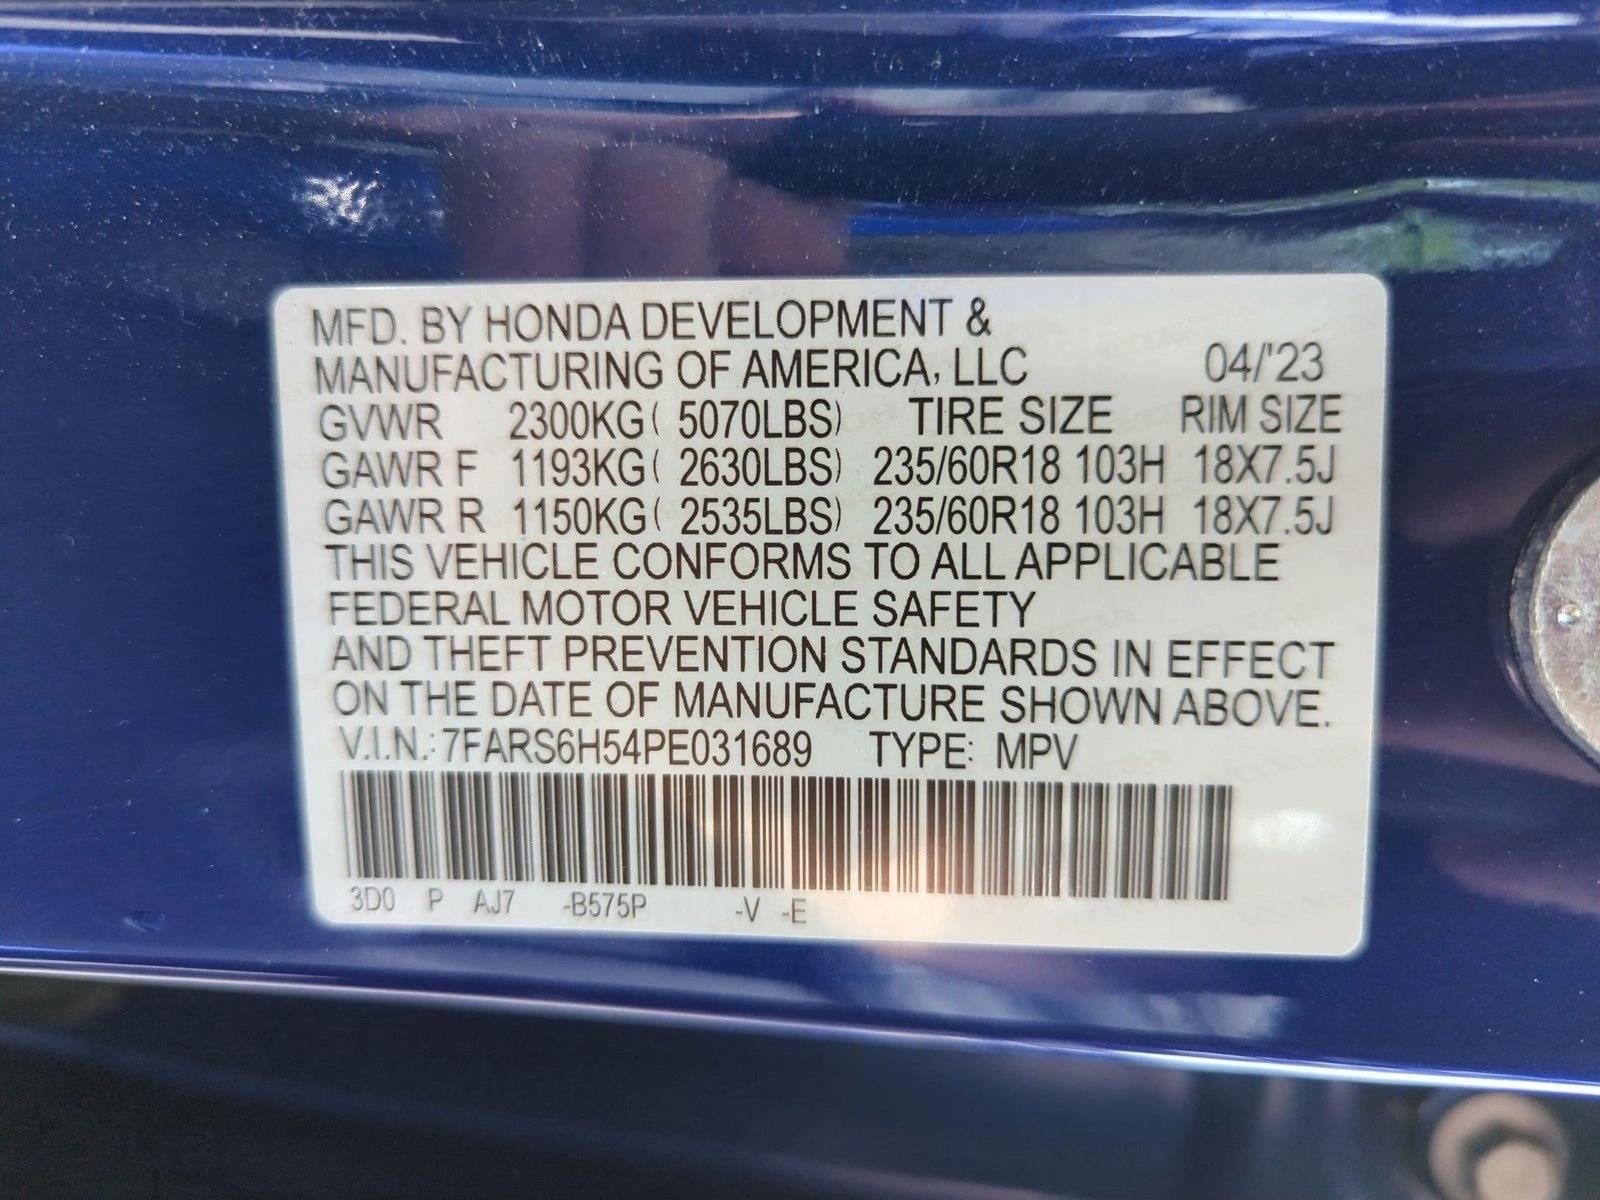 MFD. BY HONDA DEVELOPMENT &
MANUFACTURING OF AMERICA, LLC 04/'23
GVWR 2300KG( 5070LBS) TIRE SIZE RIM SIZE
GAWR F 1193KG( 2630LBS) 235/60R18 103H 18X7.5J
GAWR R 1150KG( 2535LBS) 235/60R18 103H 18X7.5J
THIS VEHICLE CONFORMS TO ALL APPLICABLE
FEDERAL MOTOR VEHICLE SAFETY
AND THEFT PREVENTION STANDARDS IN EFFECT
ON THE DATE OF MANUFACTURE SHOWN ABOVE.
V.I.N.: 7FARS6H54PE031689 TYPE: MPV
3D0 P AJ7 -B575P -V -E